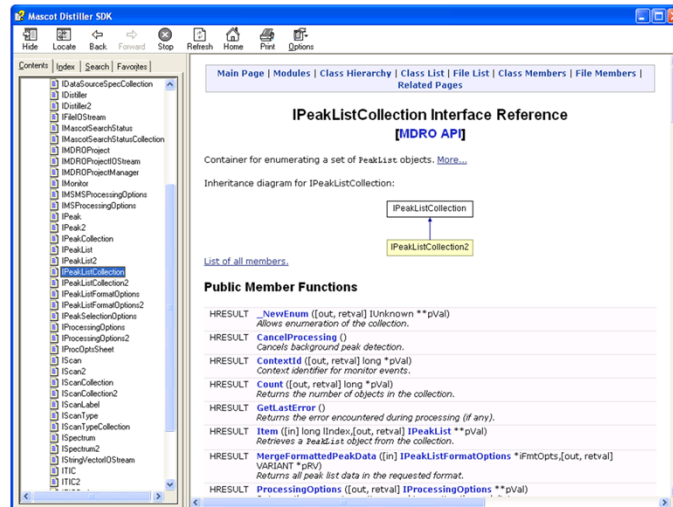 Mascot Distiller SDK
Hide Locate Back Forward Stop Refresh Home Print Options
Contents Index Search Favorites
IDataSourceSpecCollection
IDistiller
IDistiller2
IFileIOStream
IMascotSearchStatus
IMascotSearchStatusCollection
IMDROProject
IMDROProjectIOStream
IMDROProjectManager
IMonitor
IMSMSProcessingOptions
IMSProcessingOptions
IPeak
IPeak2
IPeakCollection
IPeakList
IPeakList2
IPeakListCollection
IPeakListCollection2
IPeakListFormatOptions
IPeakListFormatOptions2
IPeakSelectionOptions
IProcessingOptions
IProcessingOptions2
IProcOptsSheet
IScan
IScan2
IScanCollection
IScanCollection2
IScanLabel
IScanType
IScanTypeCollection
ISpectrum
ISpectrum2
IStringVectorIOStream
ITIC
ITIC2
Main Page | Modules | Class Hierarchy | Class List | File List | Class Members | File Members |
Related Pages
IPeakListCollection Interface Reference
[MDRO API]
Container for enumerating a set of PeakList objects. More...
Inheritance diagram for IPeakListCollection:
IPeakListCollection
IPeakListCollection2
List of all members.
Public Member Functions
HRESULT _NewEnum ([out, retval] IUnknown **pVal)
Allows enumeration of the collection.
HRESULT CancelProcessing ()
Cancels background peak detection.
HRESULT ContextId ([out, retval] long *pVal)
Context identifier for monitor events.
HRESULT Count ([out, retval] long *pVal)
Returns the number of objects in the collection.
HRESULT GetLastError ()
Returns the error encountered during processing (if any).
HRESULT Item ([in] long lIndex,[out, retval] IPeakList **pVal)
Retrieves a PeakList object from the collection.
HRESULT MergeFormattedPeakData ([in] IPeakListFormatOptions *iFmtOpts,[out, retval]
VARIANT *pRV)
Returns all peak list data in the requested format.
HRESULT ProcessingOptions ([out, retval] IProcessingOptions **pVal)